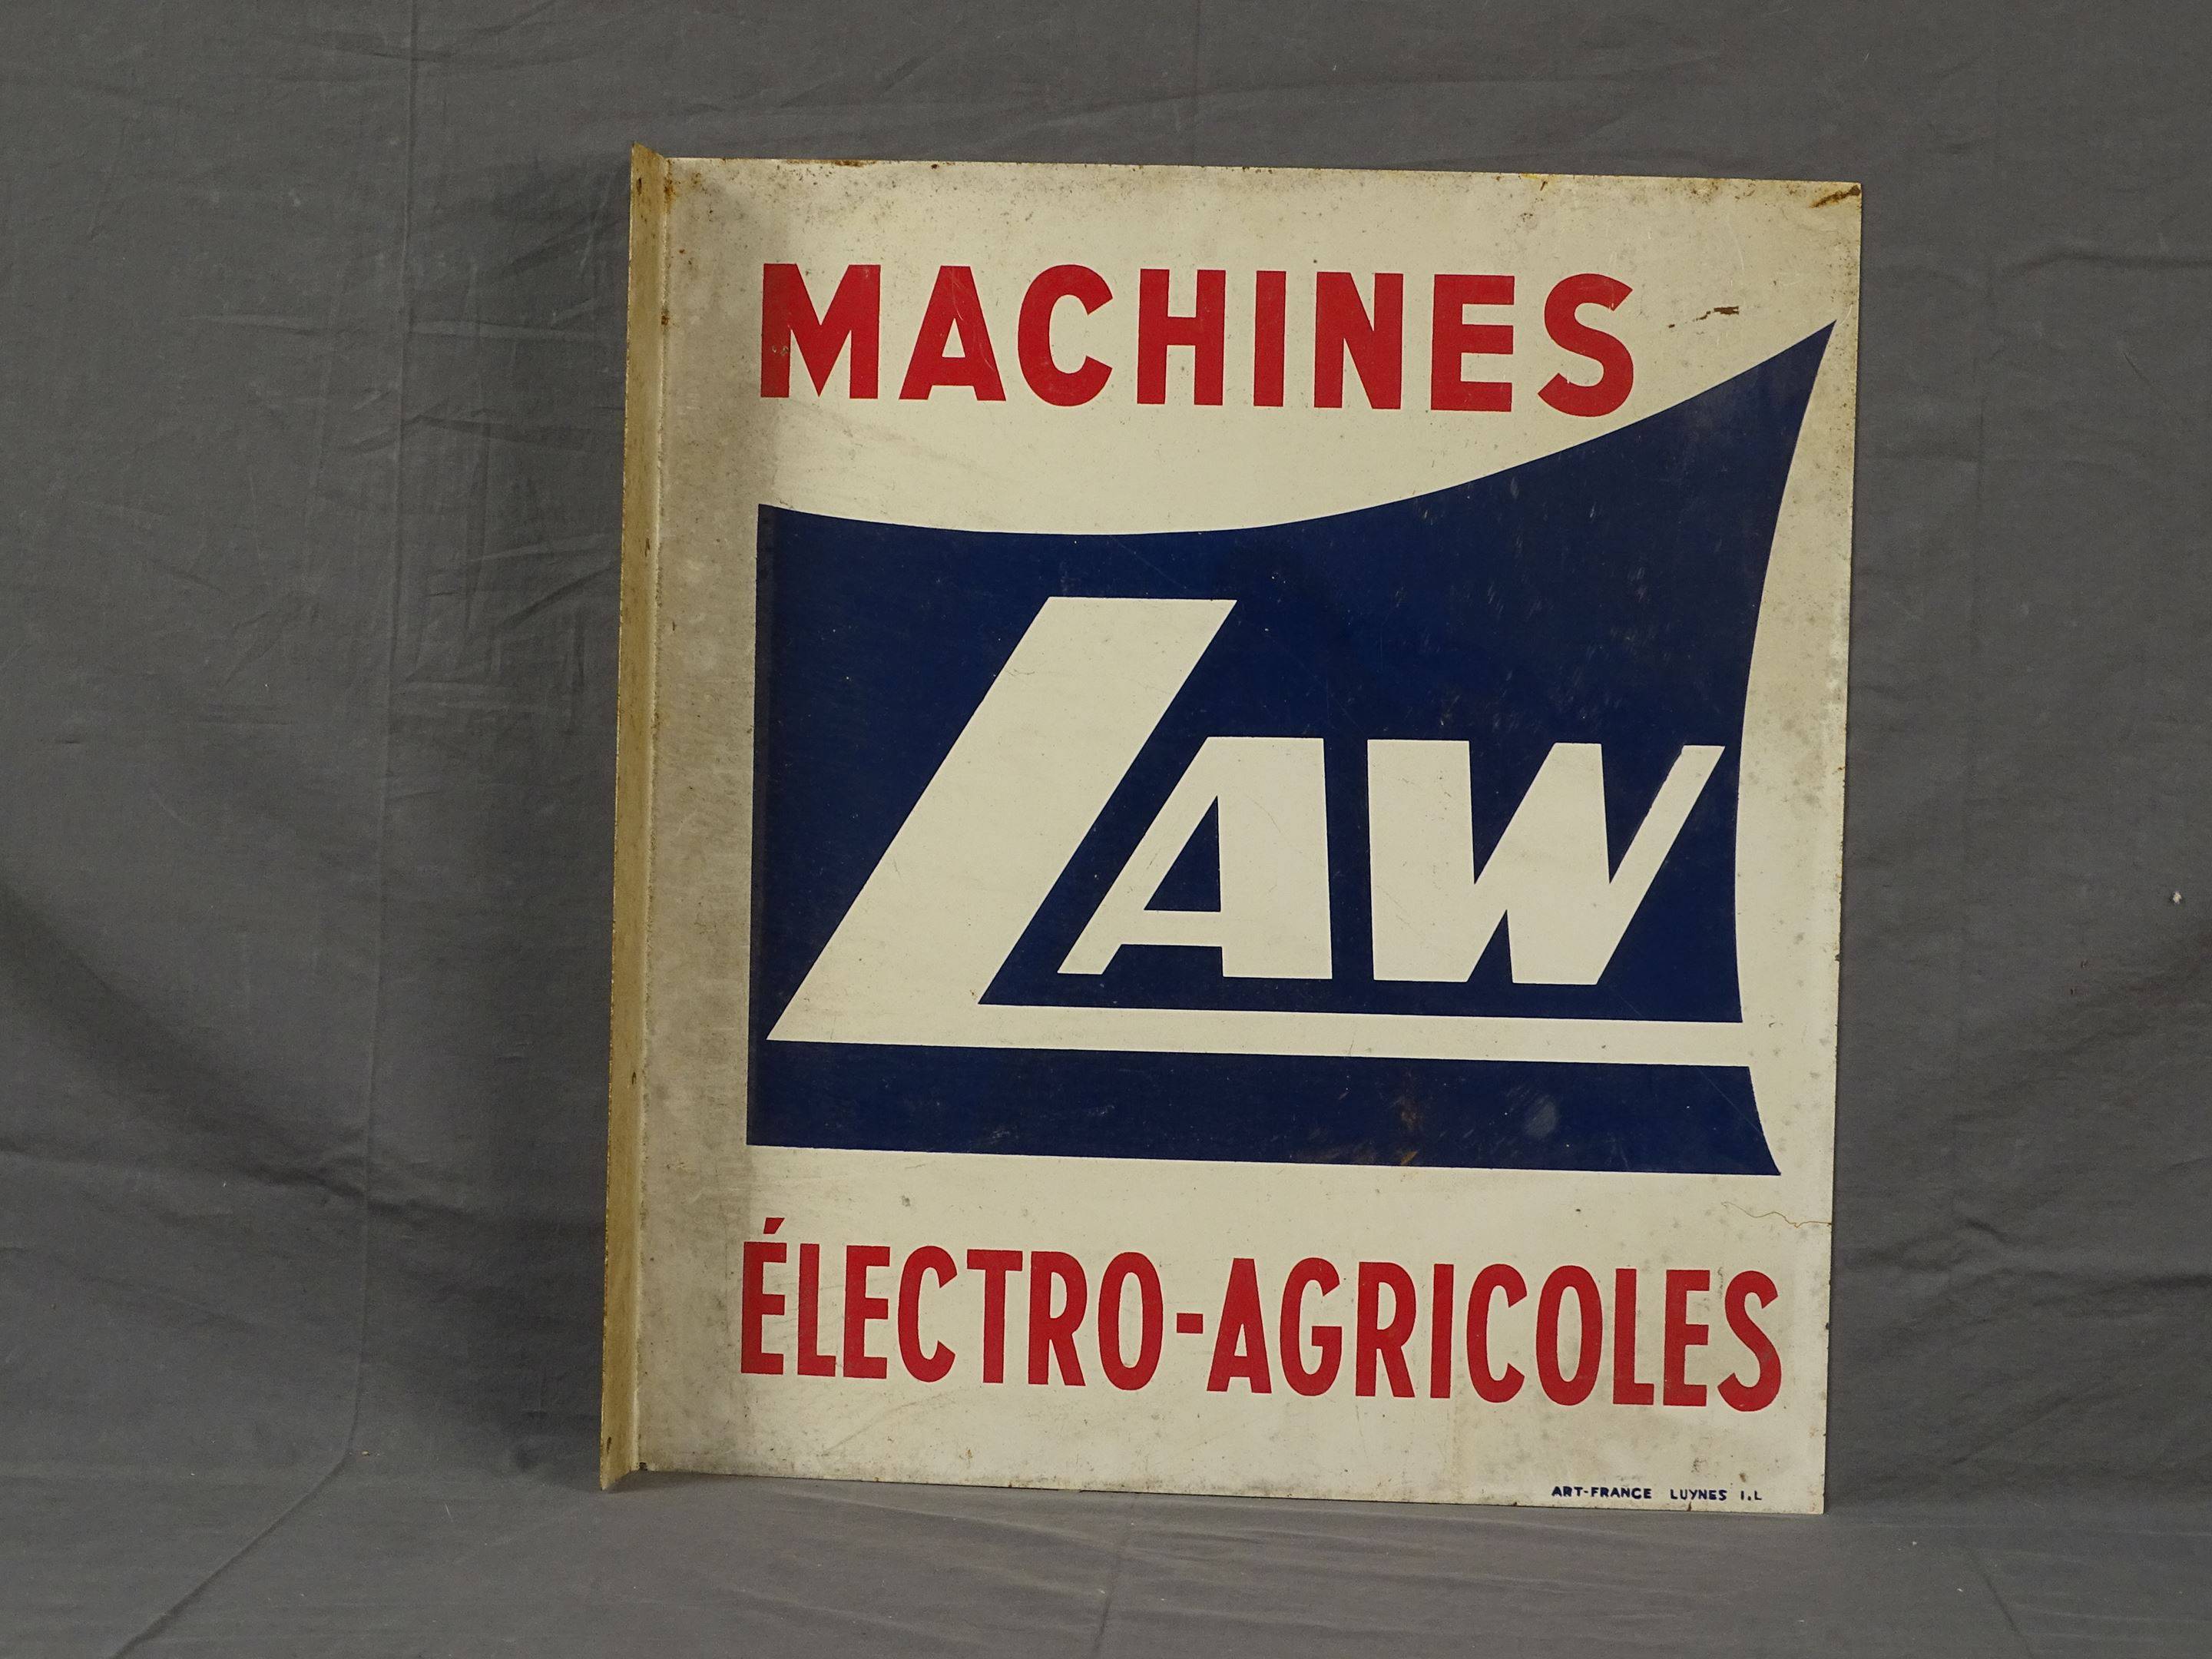 MACHINES
LAW
ÉLECTRO-AGRICOLES
ART-FRANCE LUYNES I.L